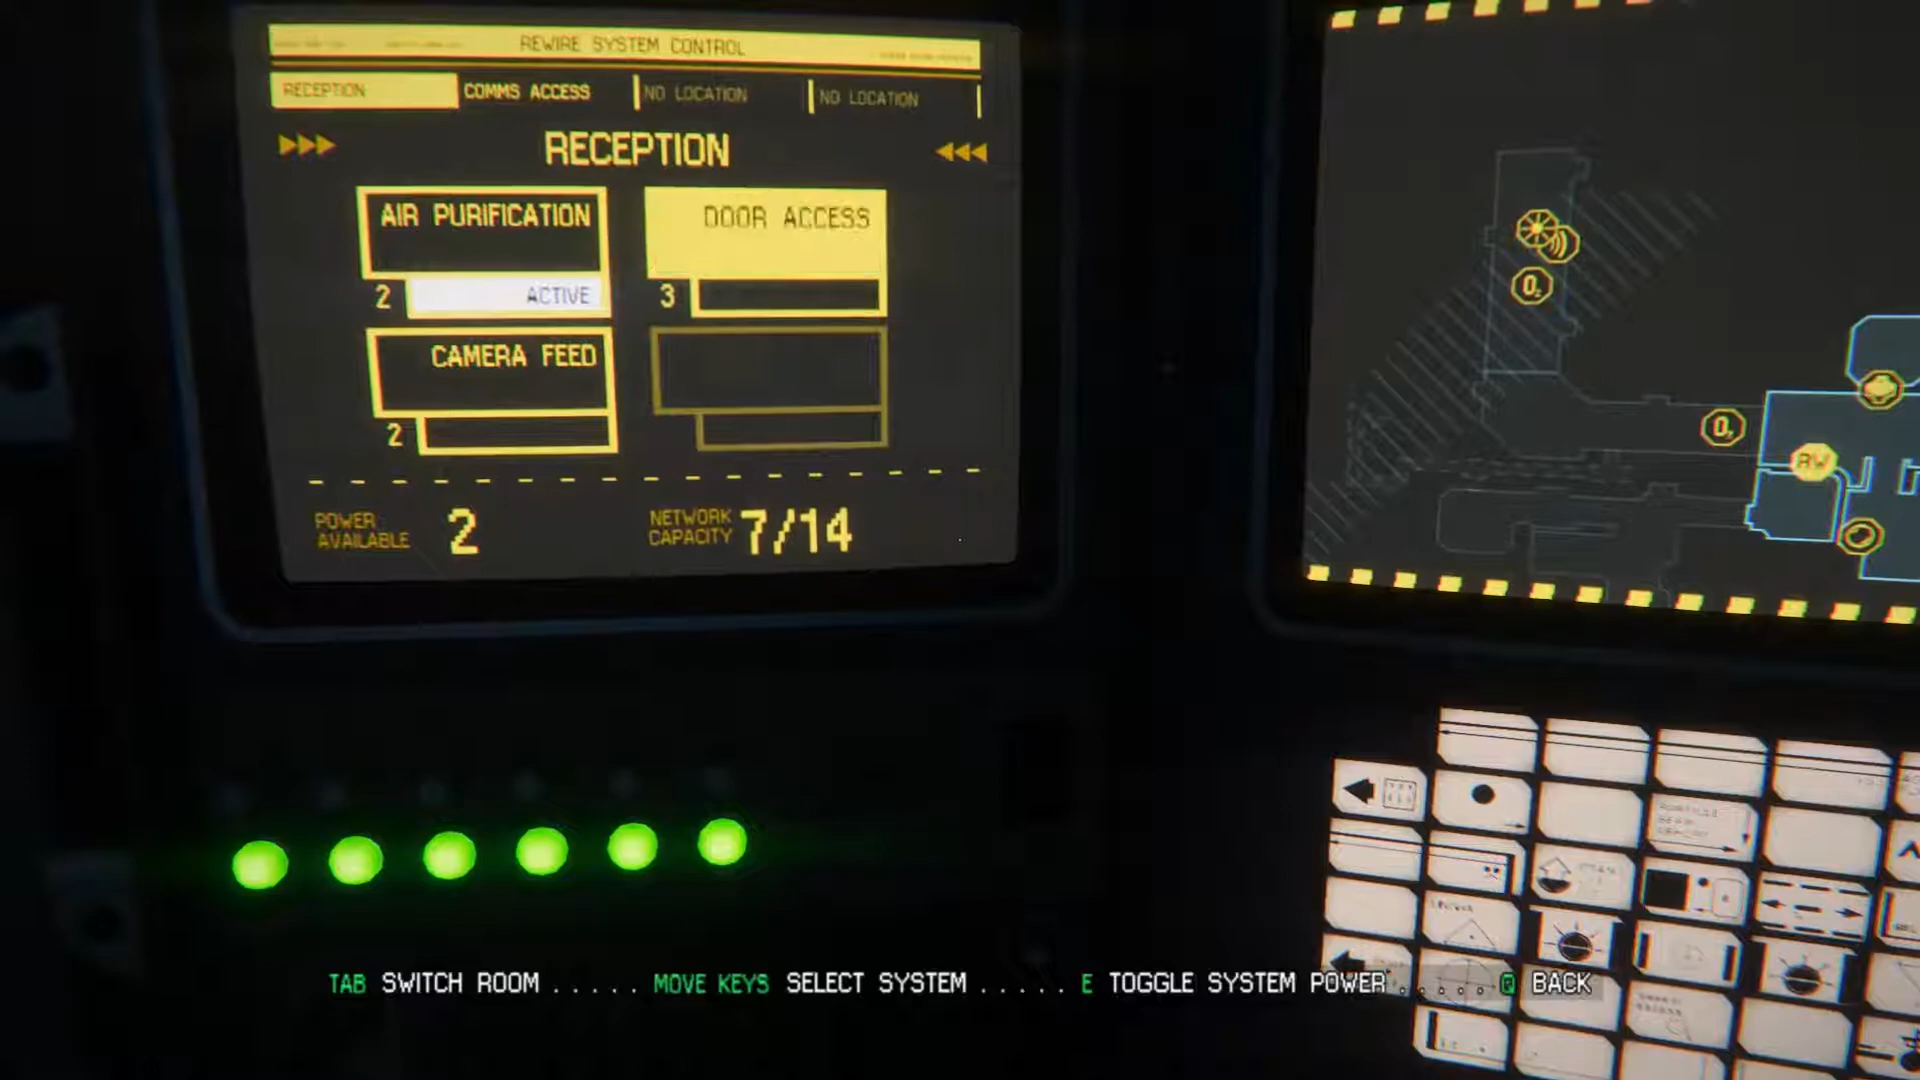 REWIRE SYSTEM CONTROL
RECEPTION
COMMS ACCESS
NO LOCATION
NO LOCATION
RECEPTION
AIR PURIFICATION
2
ACTIVE
DOOR ACCESS
3
CAMERA FEED
2
POWER
AVAILABLE
2
NETWORK
CAPACITY
7/14
O₂
O₂
RW
TAB SWITCH ROOM ..... MOVE KEYS SELECT SYSTEM ..... E TOGGLE SYSTEM POWER ..... Q BACK